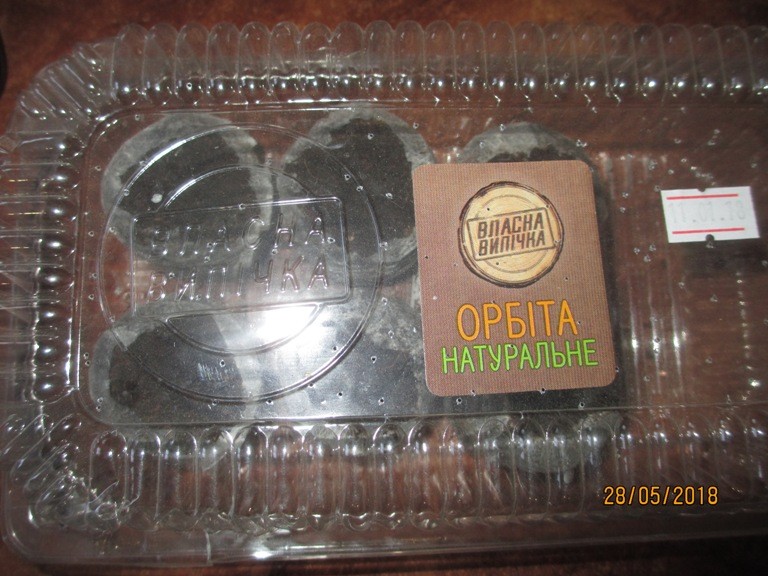 ВЛАСНА
ВИПІЧКА
ВЛАСНА
ВИПІЧКА
ОРБІТА
НАТУРАЛЬНЕ
28/05/2018